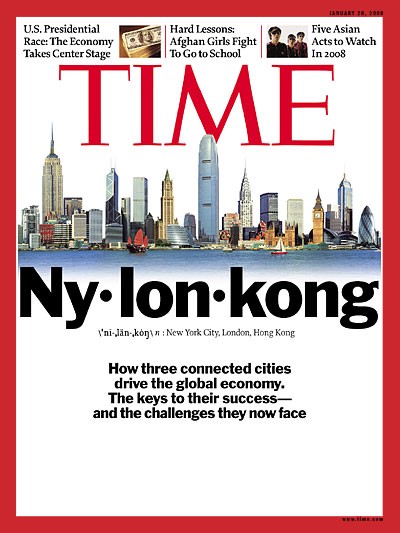 JANUARY 28, 2008
U.S. Presidential
Race: The Economy
Takes Center Stage
Hard Lessons:
Afghan Girls Fight
To Go to School
Five Asian
Acts to Watch
In 2008
TIME
Ny·lon·kong
\ˈnī-ˌlän-ˌkȯŋ\ n : New York City, London, Hong Kong
How three connected cities
drive the global economy.
The keys to their success—
and the challenges they now face
www.time.com